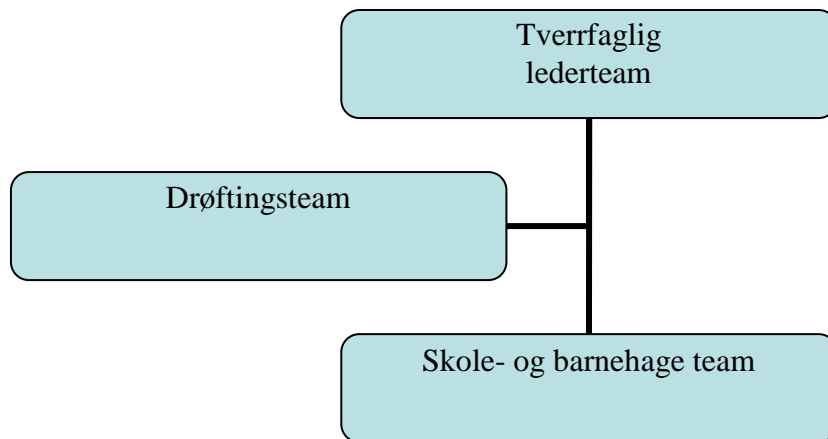 Tverrfaglig
lederteam
Drøftingsteam
Skole- og barnehage team